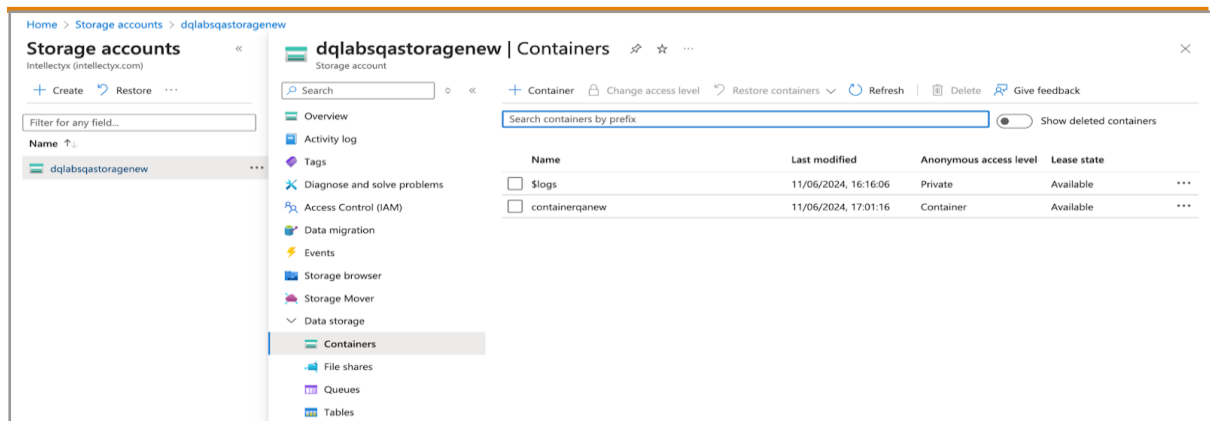 Home > Storage accounts > dqlabsqastoragenew
Storage accounts
Intellectyx (intellectyx.com)
Create Restore
Filter for any field...
Name
dqlabsqastoragenew
dqlabsqastoragenew | Containers
Storage account
Search
Overview
Activity log
Tags
Diagnose and solve problems
Access Control (IAM)
Data migration
Events
Storage browser
Storage Mover
Data storage
Containers
File shares
Queues
Tables
Container Change access level Restore containers Refresh Delete Give feedback
Search containers by prefix Show deleted containers
Name Last modified Anonymous access level Lease state
$logs 11/06/2024, 16:16:06 Private Available
containerqanew 11/06/2024, 17:01:16 Container Available